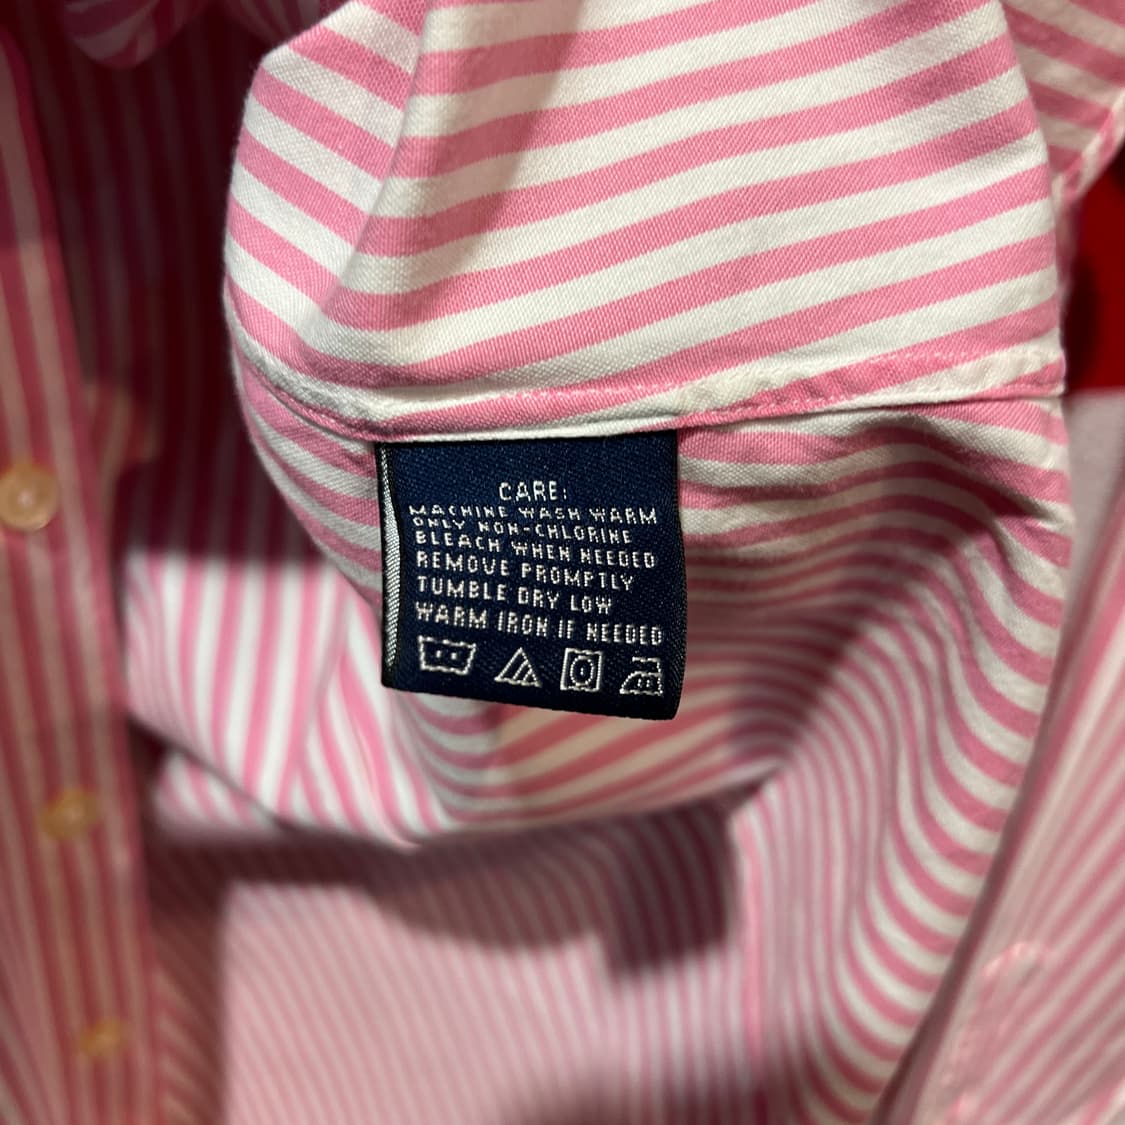 CARE:
MACHINE WASH WARM
ONLY NON-CHLORINE
BLEACH WHEN NEEDED
REMOVE PROMPTLY
TUMBLE DRY LOW
WARM IRON IF NEEDED